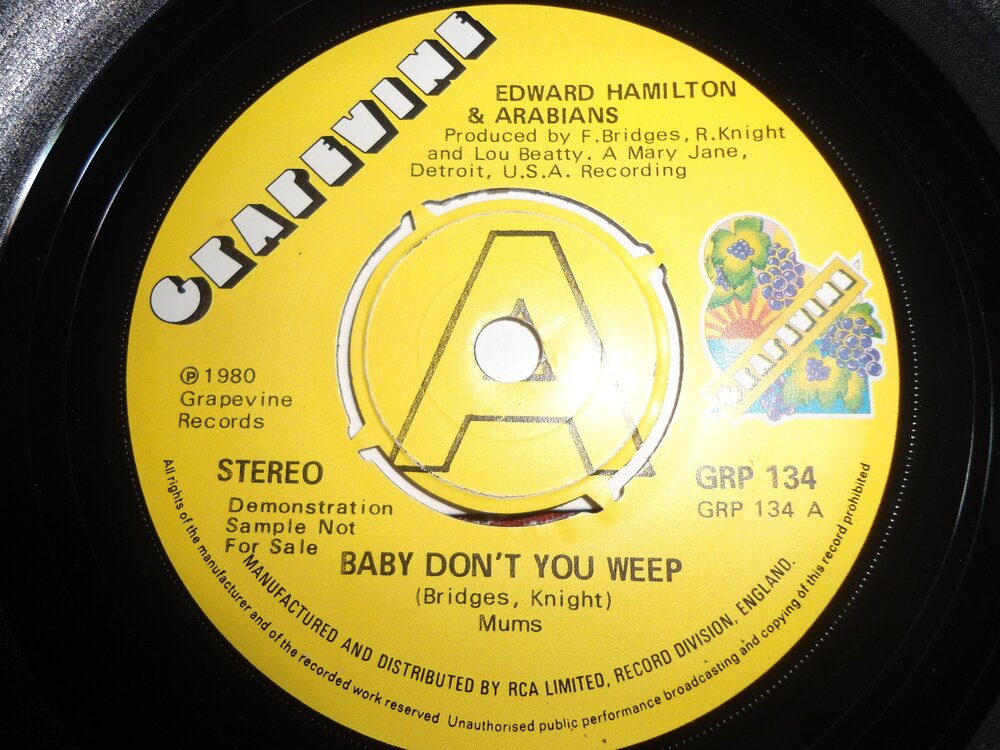 GRAPEVINE
EDWARD HAMILTON
& ARABIANS
Produced by F.Bridges, R.Knight
and Lou Beatty. A Mary Jane,
Detroit, U.S.A. Recording
A
GRAPEVINE
℗ 1980
Grapevine
Records
STEREO
Demonstration
Sample Not
For Sale
GRP 134
GRP 134 A
BABY DON'T YOU WEEP
(Bridges, Knight)
Mums
MANUFACTURED AND DISTRIBUTED BY RCA LIMITED, RECORD DIVISION, ENGLAND.
All rights of the manufacturer and of the recorded work reserved Unauthorised public performance broadcasting and copying of this record prohibited